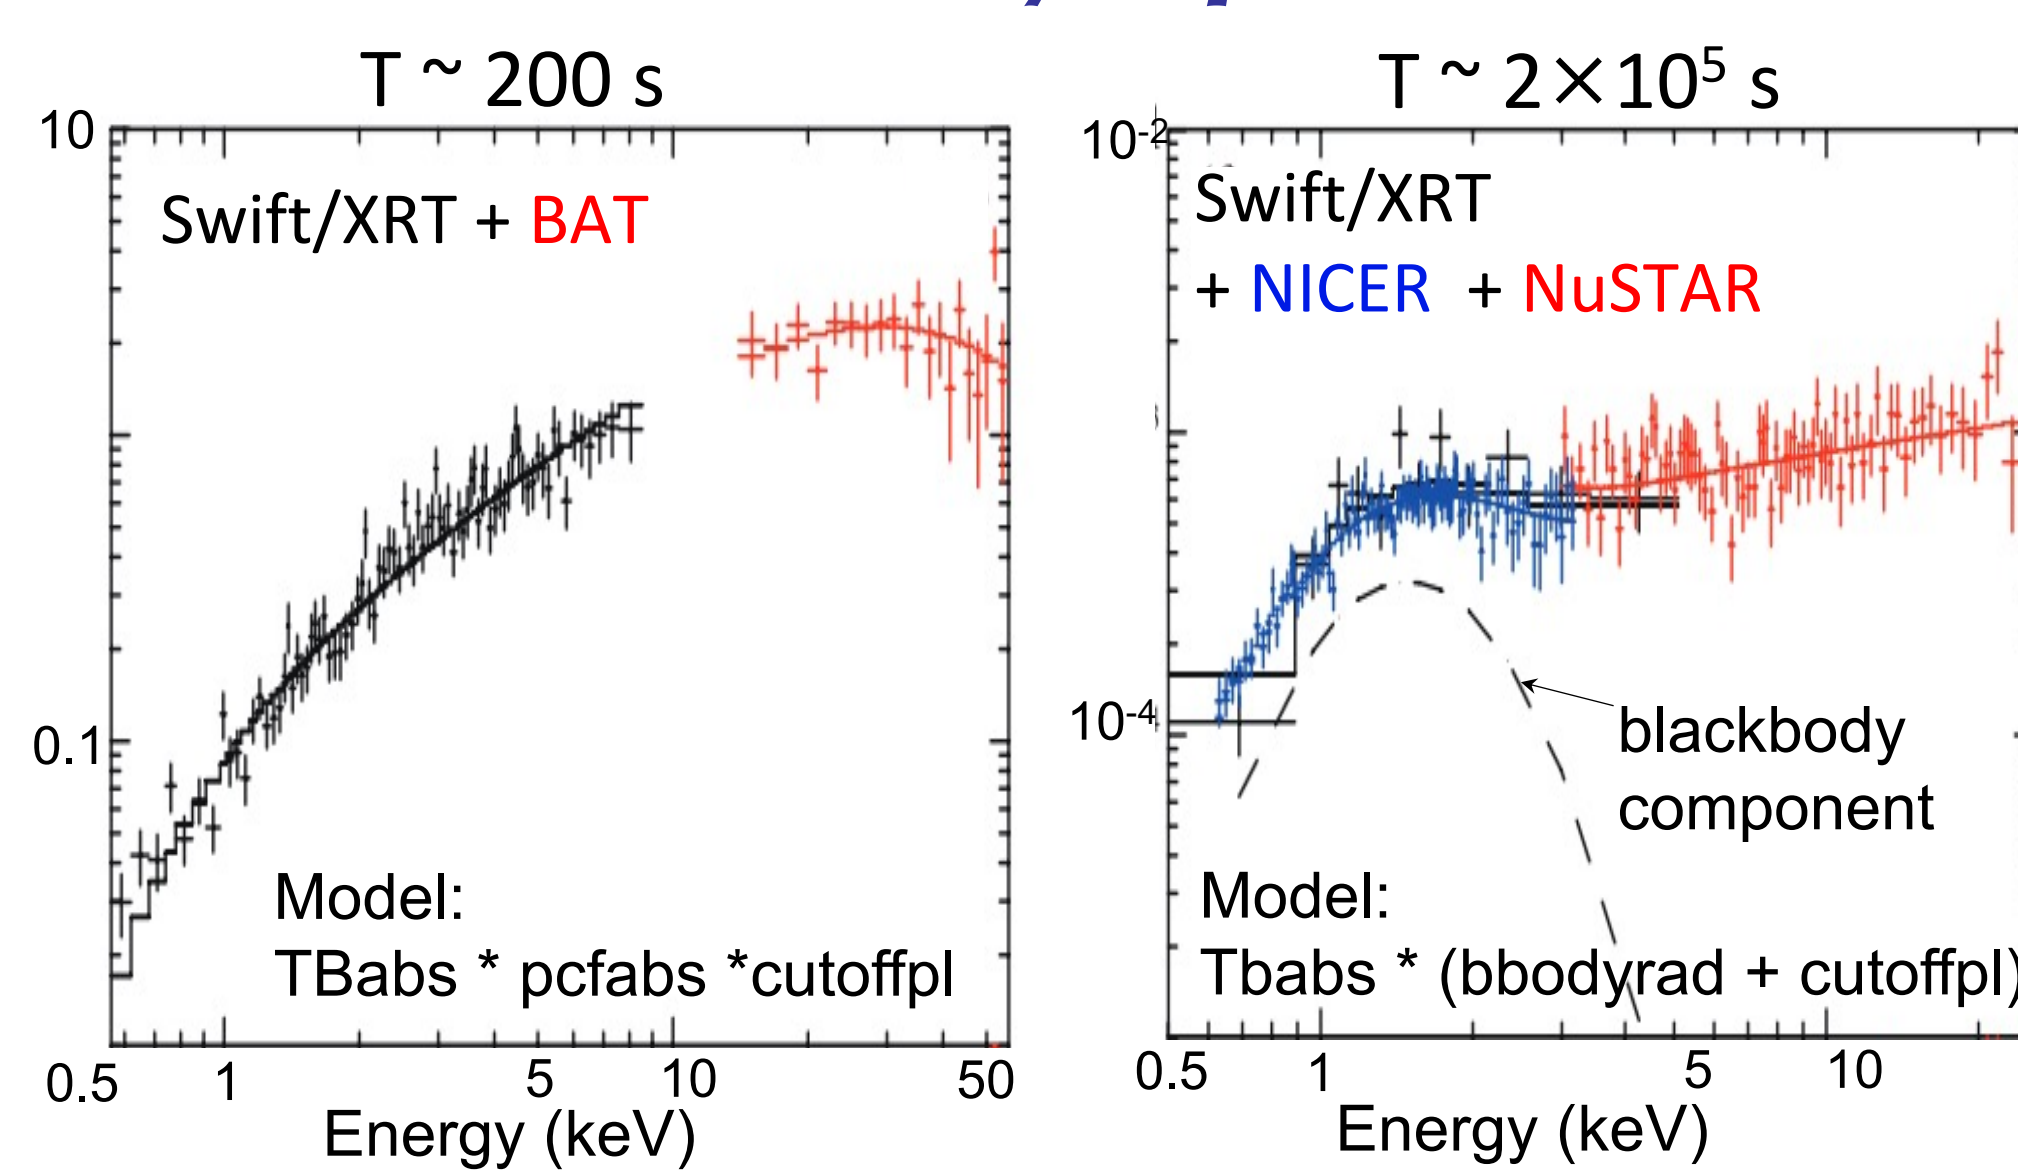 T ~ 200 s
10
Swift/XRT + BAT
0.1
Model:
TBabs * pcfabs *cutoffpl
0.5 1 5 10 50
Energy (keV)
T ~ 2×10⁵ s
10⁻²
Swift/XRT
+ NICER + NuSTAR
10⁻⁴
blackbody
component
Model:
Tbabs * (bbodyrad + cutoffpl)
0.5 1 5 10
Energy (keV)